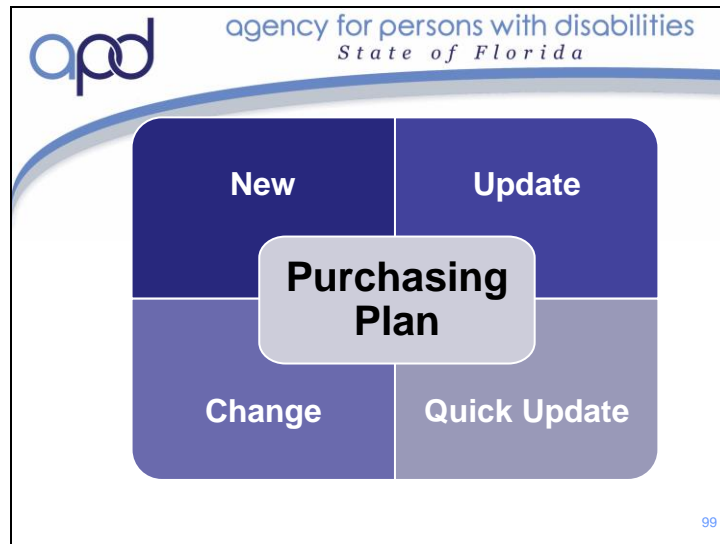 apd
agency for persons with disabilities
State of Florida
New
Update
Purchasing
Plan
Change
Quick Update
99